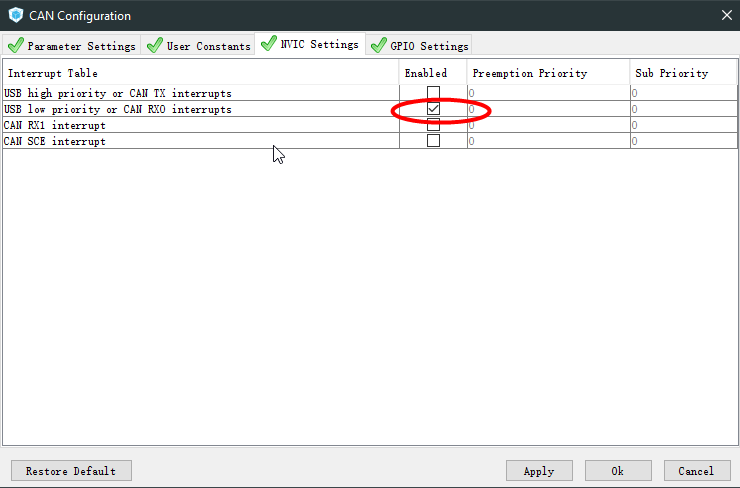 CAN Configuration
Parameter Settings User Constants NVIC Settings GPIO Settings
Interrupt Table Enabled Preemption Priority Sub Priority
USB high priority or CAN TX interrupts 0 0
USB low priority or CAN RX0 interrupts 0 0
CAN RX1 interrupt 0 0
CAN SCE interrupt 0 0
Restore Default Apply Ok Cancel